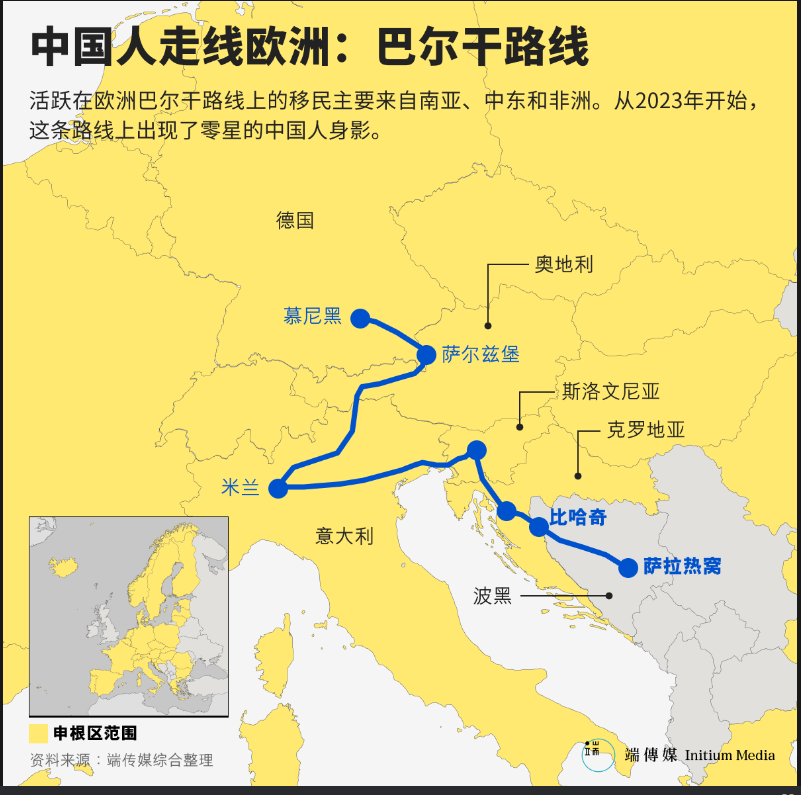 中国人走线欧洲：巴尔干路线
活跃在欧洲巴尔干路线上的移民主要来自南亚、中东和非洲。从2023年开始，
这条路线上出现了零星的中国人身影。
德国
奥地利
慕尼黑
萨尔兹堡
斯洛文尼亚
克罗地亚
米兰
比哈奇
意大利
萨拉热窝
波黑
申根区范围
端 端傳媒 Initium Media
资料来源：端传媒综合整理